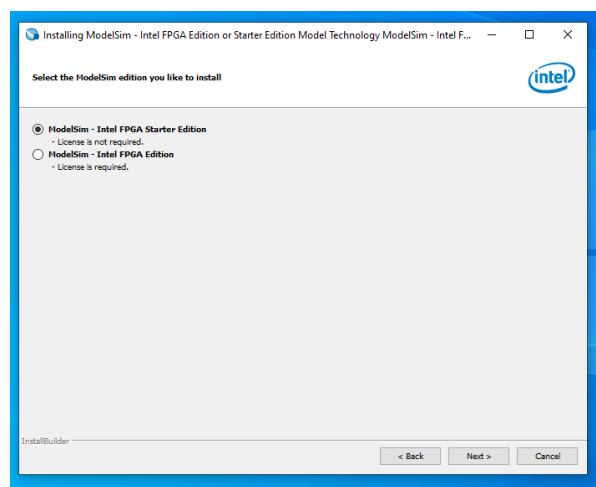 Installing ModelSim - Intel FPGA Edition or Starter Edition Model Technology ModelSim - Intel F...
Select the ModelSim edition you like to install
intel
ModelSim - Intel FPGA Starter Edition
- License is not required.
ModelSim - Intel FPGA Edition
- License is required.
InstallBuilder
< Back Next > Cancel